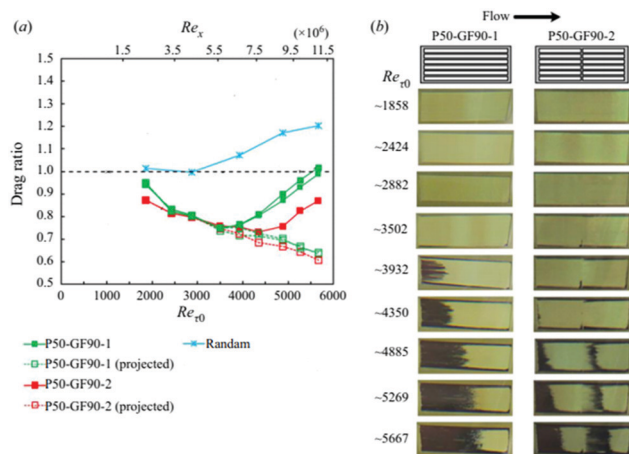 (a)
Re_x
(×10⁶)
1.5 3.5 5.5 7.5 9.5 11.5
Drag ratio
1.5
1.4
1.3
1.2
1.1
1.0
0.9
0.8
0.7
0.6
0.5
0 1000 2000 3000 4000 5000 6000
Re_τ0
P50-GF90-1
Randam
P50-GF90-1 (projected)
P50-GF90-2
P50-GF90-2 (projected)
(b)
Flow
P50-GF90-1 P50-GF90-2
Re_τ0
~1858
~2424
~2882
~3502
~3932
~4350
~4885
~5269
~5667